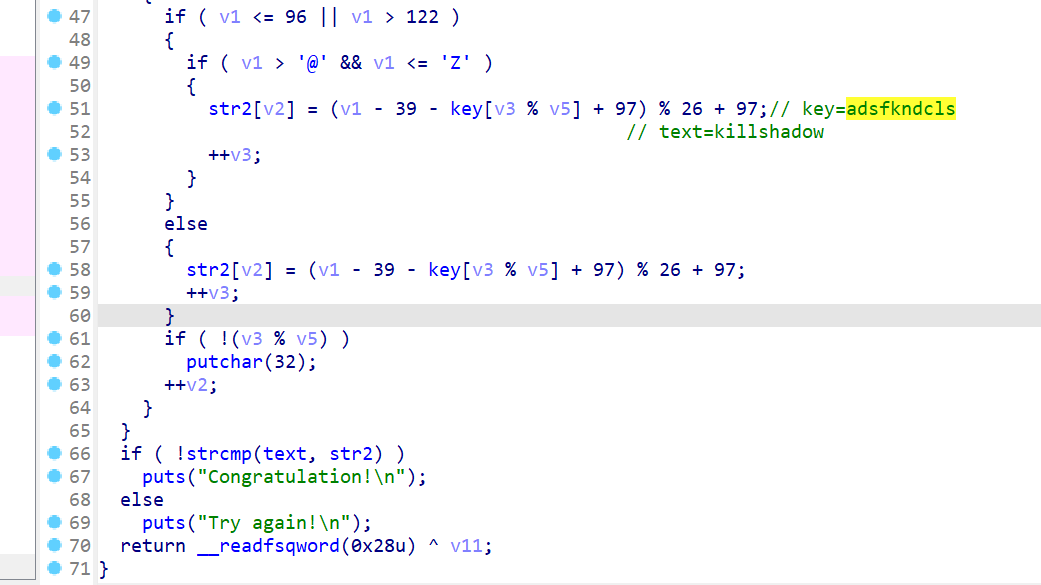 47 if ( v1 <= 96 || v1 > 122 )
48 {
49 if ( v1 > '@' && v1 <= 'Z' )
50 {
51 str2[v2] = (v1 - 39 - key[v3 % v5] + 97) % 26 + 97;// key=adsfkndcls
52 // text=killshadow
53 ++v3;
54 }
55 }
56 else
57 {
58 str2[v2] = (v1 - 39 - key[v3 % v5] + 97) % 26 + 97;
59 ++v3;
60 }
61 if ( !(v3 % v5) )
62 putchar(32);
63 ++v2;
64 }
65 }
66 if ( !strcmp(text, str2) )
67 puts("Congratulation!\n");
68 else
69 puts("Try again!\n");
70 return __readfsqword(0x28u) ^ v11;
71 }